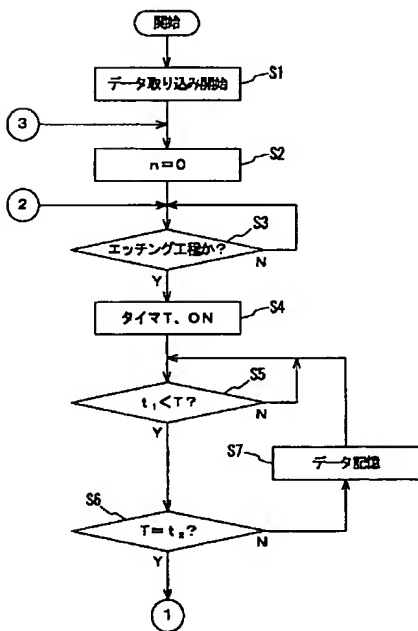 開始
データ取り込み開始
S1
3
n=0
S2
2
エッチング工程か?
S3
N
Y
タイマT、ON
S4
t₁<T?
S5
N
Y
データ記憶
S7
T=t₂?
S6
N
Y
1